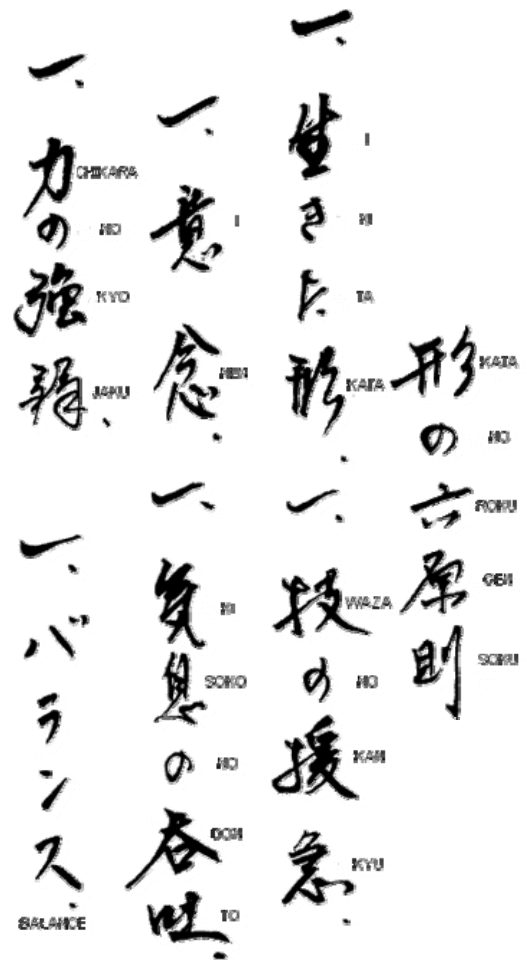 形の六原則
KATA NO ROKU GEN SOKU
一、生きた形.
I KI TA KATA
一、技の援急.
WAZA NO KAN KYU
一、意念.
I NEN
一、気息の呑吐.
KI SOKO NO DON TO
一、力の強弱.
CHIKARA NO KYO JAKU
一、バランス.
BALANCE